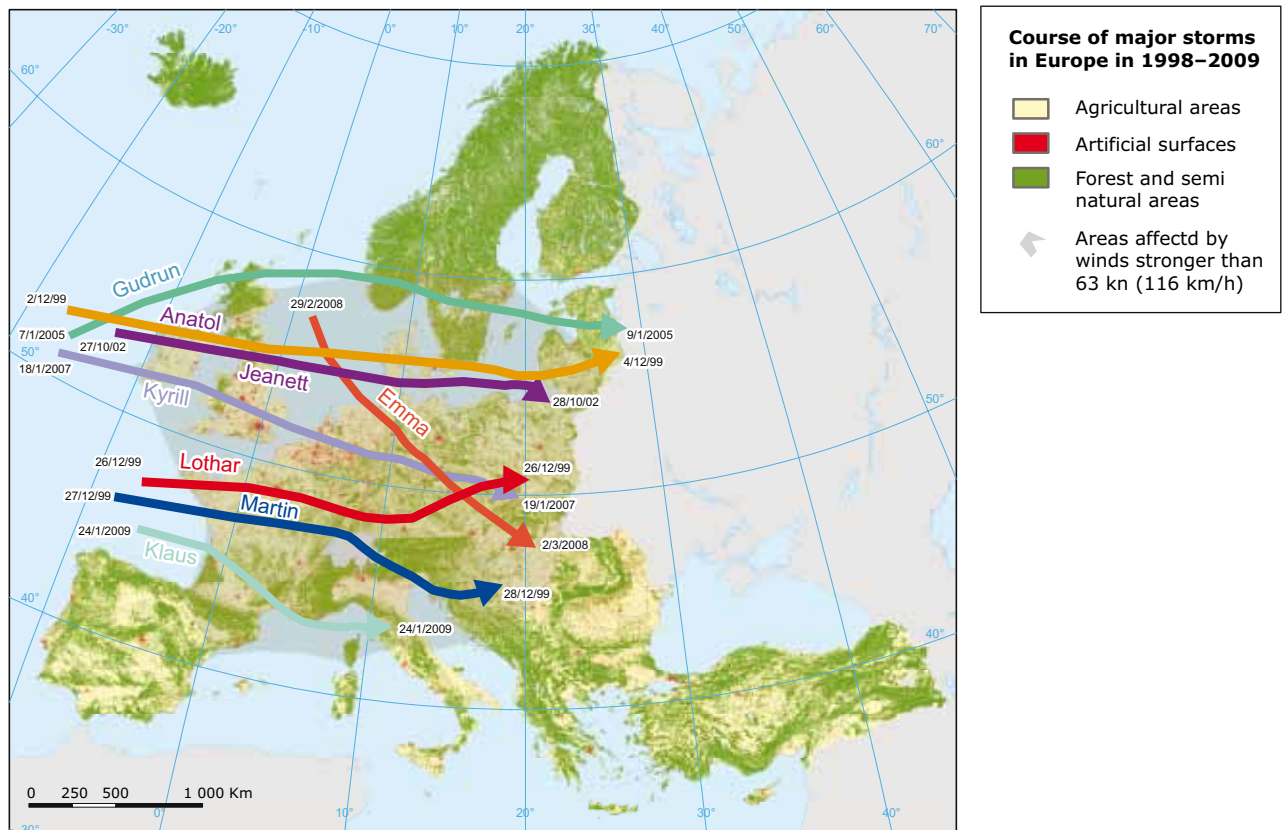 -30°
-20°
-10°
0°
10°
20°
30°
40°
50°
60°
70°
60°
60°
50°
50°
40°
40°
30°
0°
10°
20°
30°
40°
Gudrun
2/12/99
29/2/2008
Anatol
7/1/2005
27/10/02
9/1/2005
18/1/2007
4/12/99
Jeanett
Kyrill
Emma
28/10/02
26/12/99
Lothar
26/12/99
27/12/99
Martin
19/1/2007
24/1/2009
Klaus
2/3/2008
28/12/99
24/1/2009
0 250 500 1 000 Km
Course of major storms
in Europe in 1998–2009
Agricultural areas
Artificial surfaces
Forest and semi
natural areas
Areas affectd by
winds stronger than
63 kn (116 km/h)